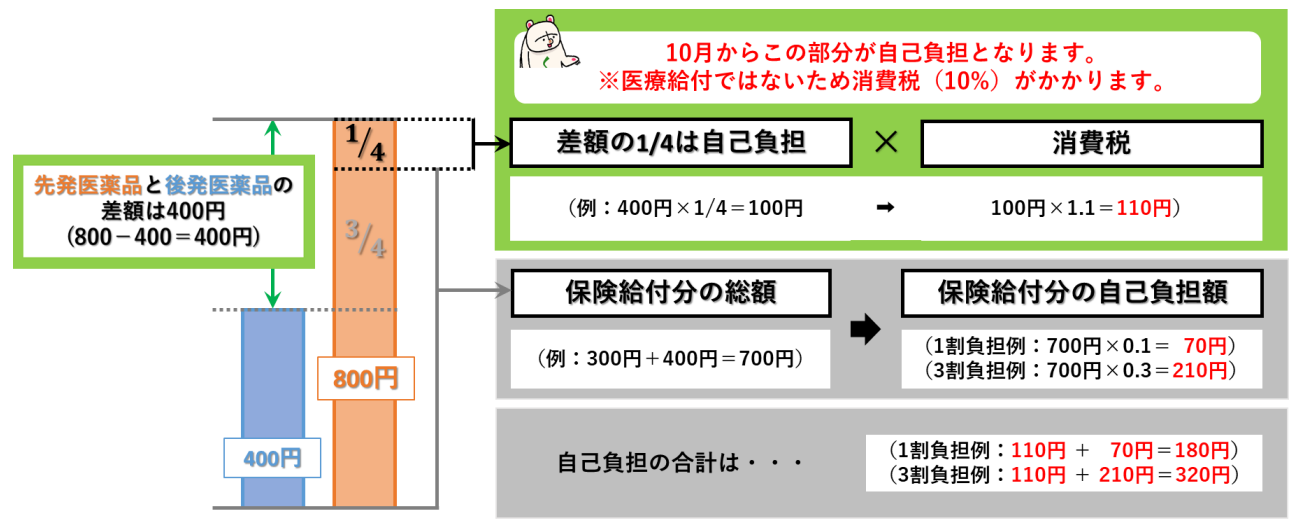 10月からこの部分が自己負担となります。
※医療給付ではないため消費税（10%）がかかります。
1/4
差額の1/4は自己負担
×
消費税
先発医薬品と後発医薬品の
差額は400円
(800－400＝400円)
3/4
（例：400円×1/4＝100円
➡
100円×1.1＝110円）
保険給付分の総額
保険給付分の自己負担額
（例：300円＋400円＝700円）
（1割負担例：700円×0.1＝ 70円）
（3割負担例：700円×0.3＝210円）
800円
400円
自己負担の合計は・・・
（1割負担例：110円 ＋ 70円＝180円）
（3割負担例：110円 ＋ 210円＝320円）